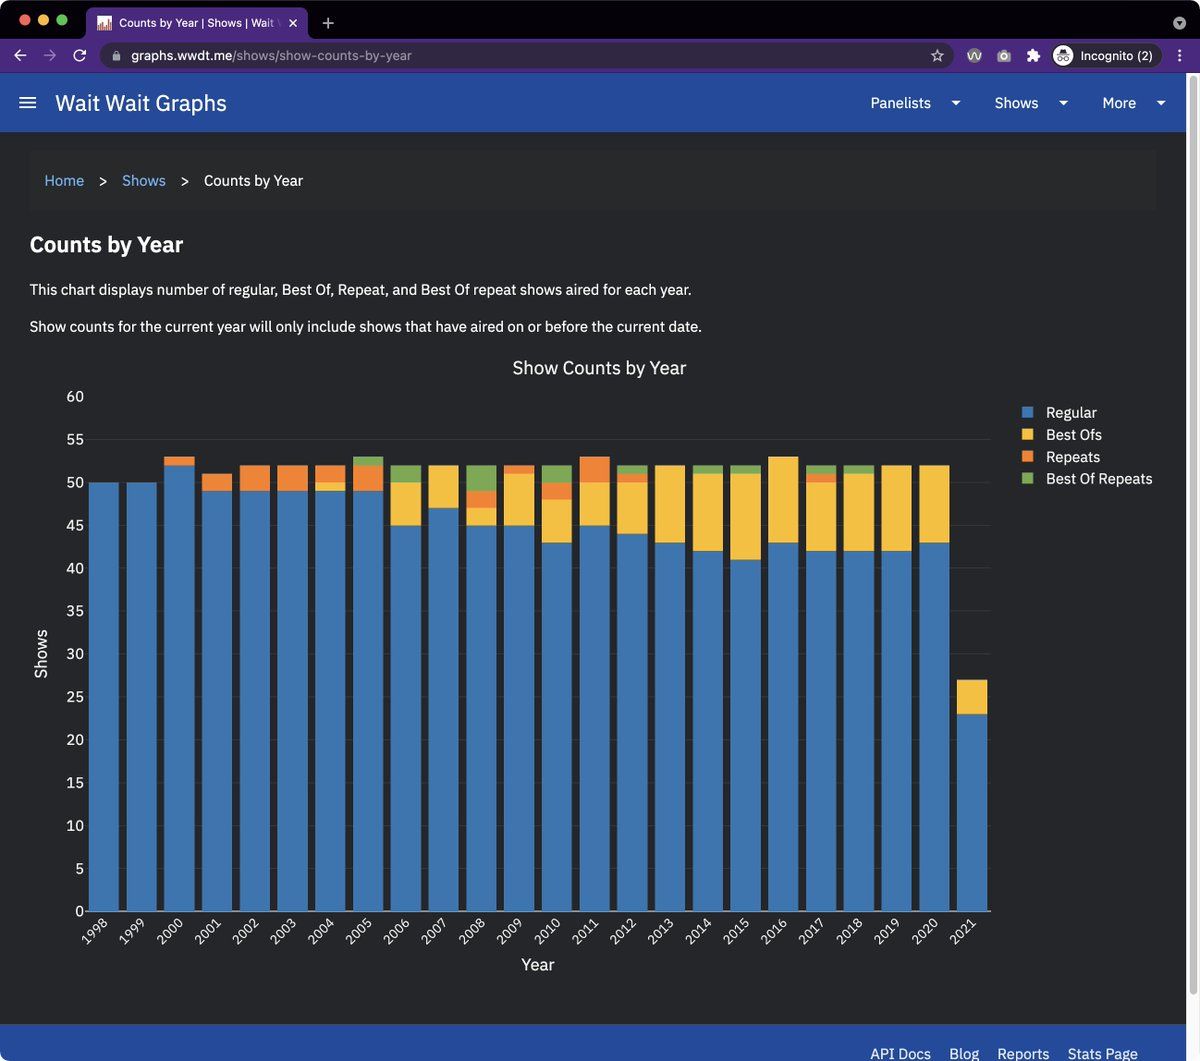 Counts by Year | Shows | Wait
graphs.wwdt.me/shows/show-counts-by-year
Incognito (2)
Wait Wait Graphs
Panelists
Shows
More
Home > Shows > Counts by Year
Counts by Year
This chart displays number of regular, Best Of, Repeat, and Best Of repeat shows aired for each year.
Show counts for the current year will only include shows that have aired on or before the current date.
Show Counts by Year
60
55
50
45
40
35
30
25
20
15
10
5
0
Shows
Regular
Best Ofs
Repeats
Best Of Repeats
1998
1999
2000
2001
2002
2003
2004
2005
2006
2007
2008
2009
2010
2011
2012
2013
2014
2015
2016
2017
2018
2019
2020
2021
Year
API Docs
Blog
Reports
Stats Page